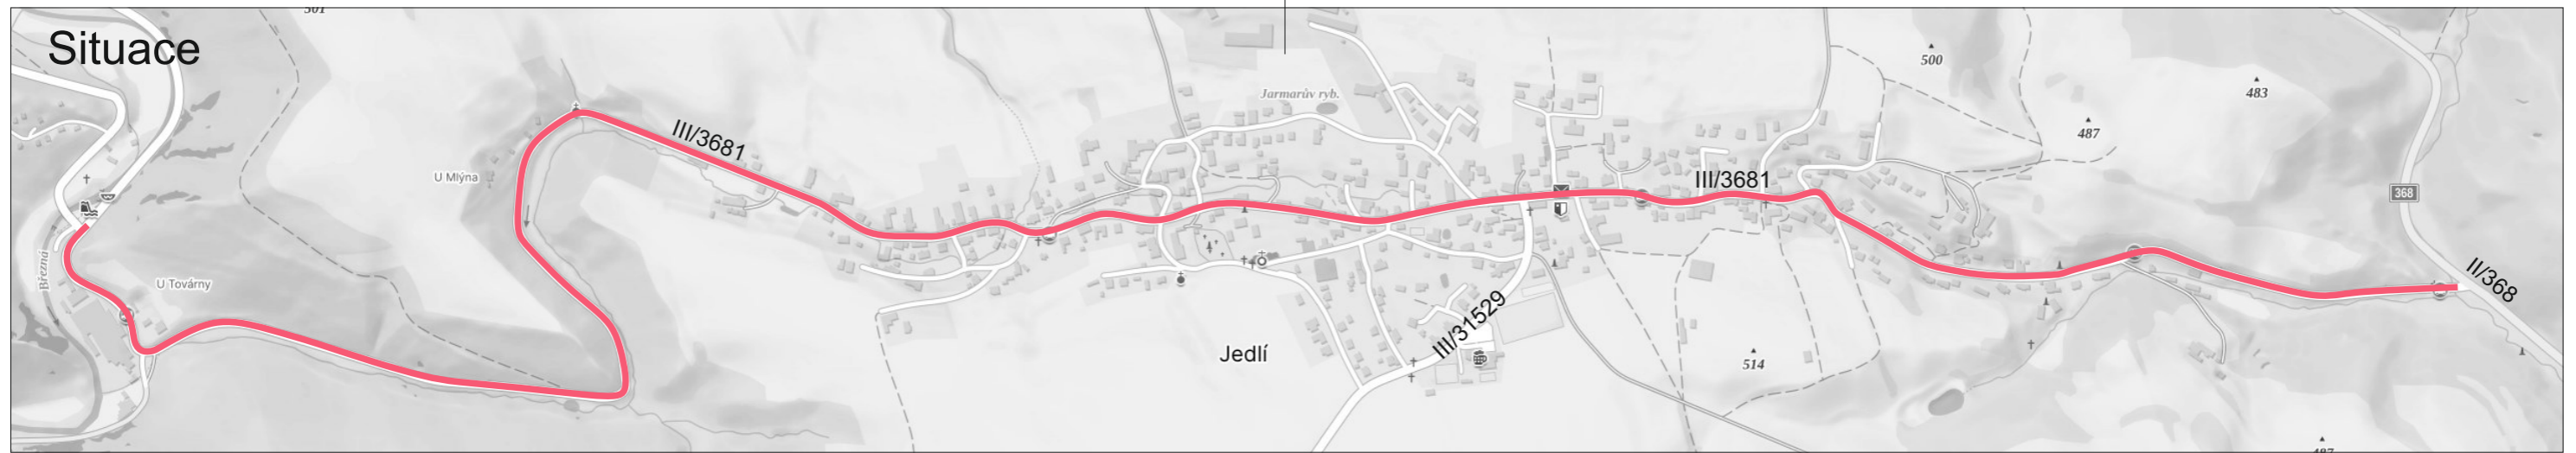 501
Situace
500
483
Jarmarův ryb.
487
III/3681
U Mlýna
III/3681
368
Březná
U Továrny
II/368
III/31529
Jedlí
514